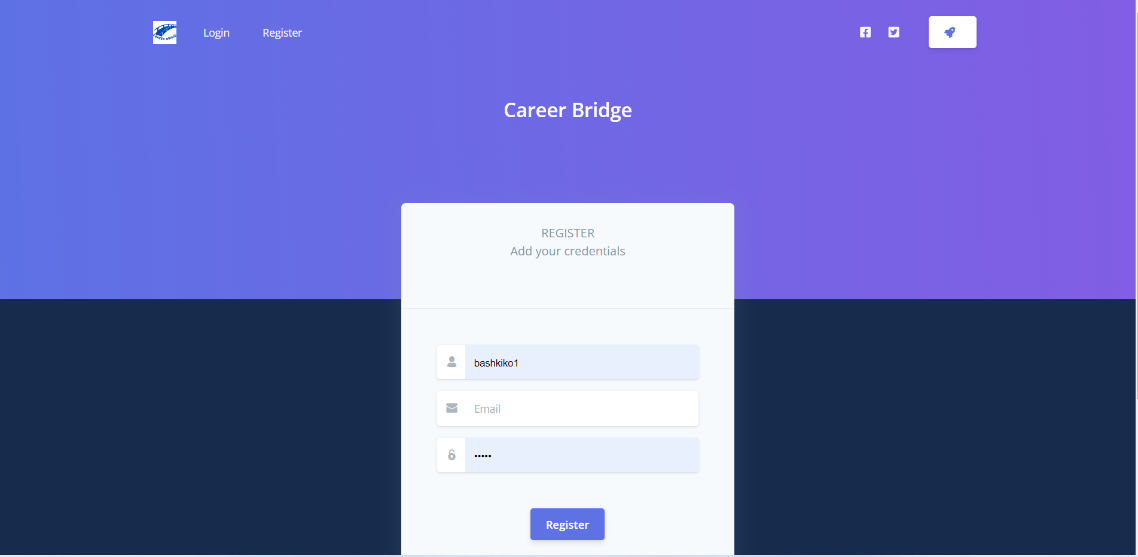 Login
Register
Career Bridge
REGISTER
Add your credentials
bashkiko1
Email
•••••
Register